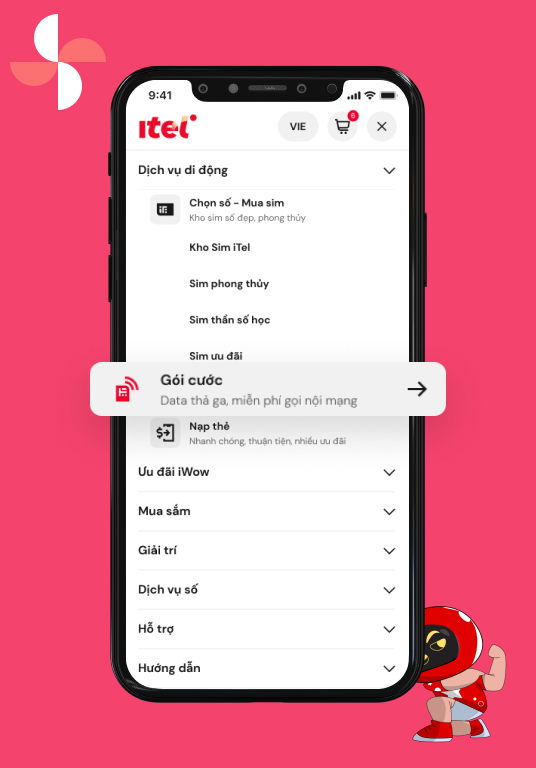 9:41
itel
VIE
6
Dịch vụ di động
Chọn số - Mua sim
Kho sim số đẹp, phong thủy
Kho Sim iTel
Sim phong thủy
Sim thần số học
Sim ưu đãi
Gói cước
Data thả ga, miễn phí gọi nội mạng
Nạp thẻ
Nhanh chóng, thuận tiện, nhiều ưu đãi
Ưu đãi iWow
Mua sắm
Giải trí
Dịch vụ số
Hỗ trợ
Hướng dẫn